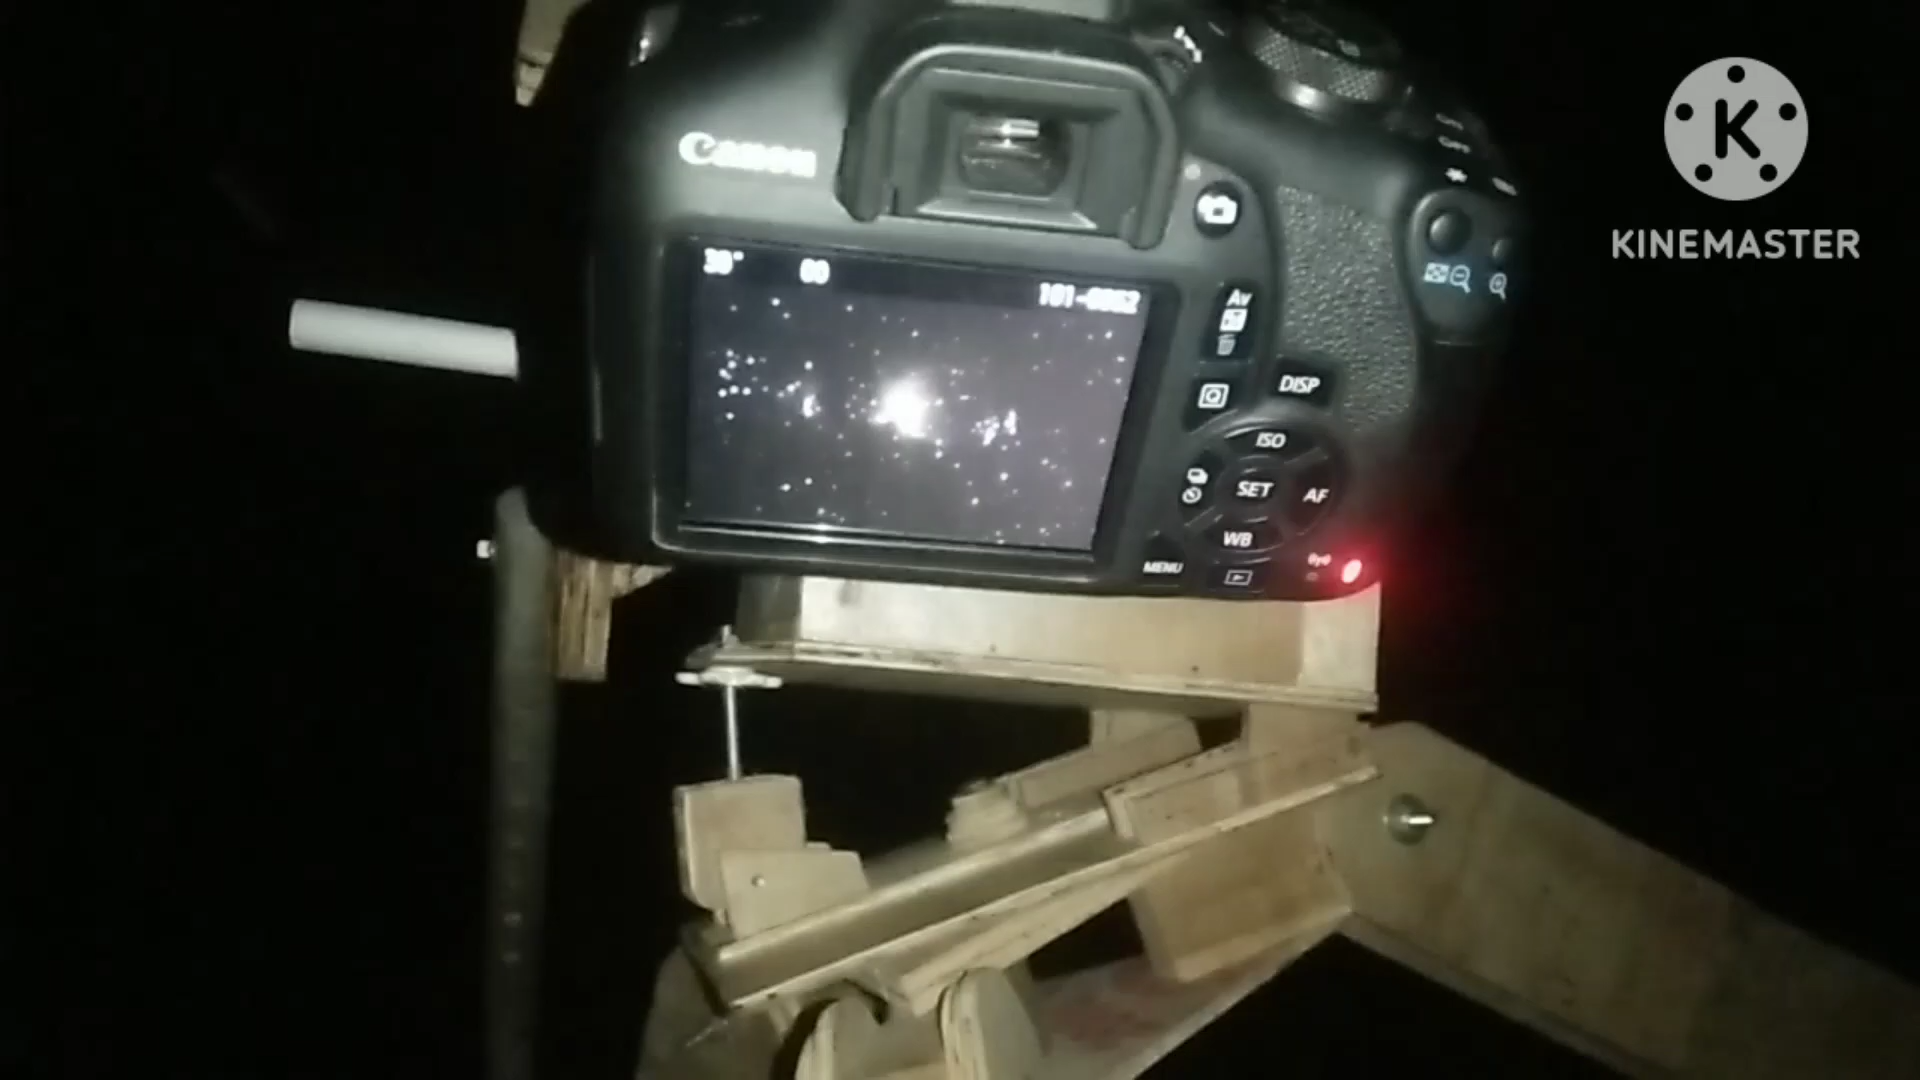 Canon
KINEMASTER
30"
Av
DISP
Q
ISO
SET
AF
WB
MENU